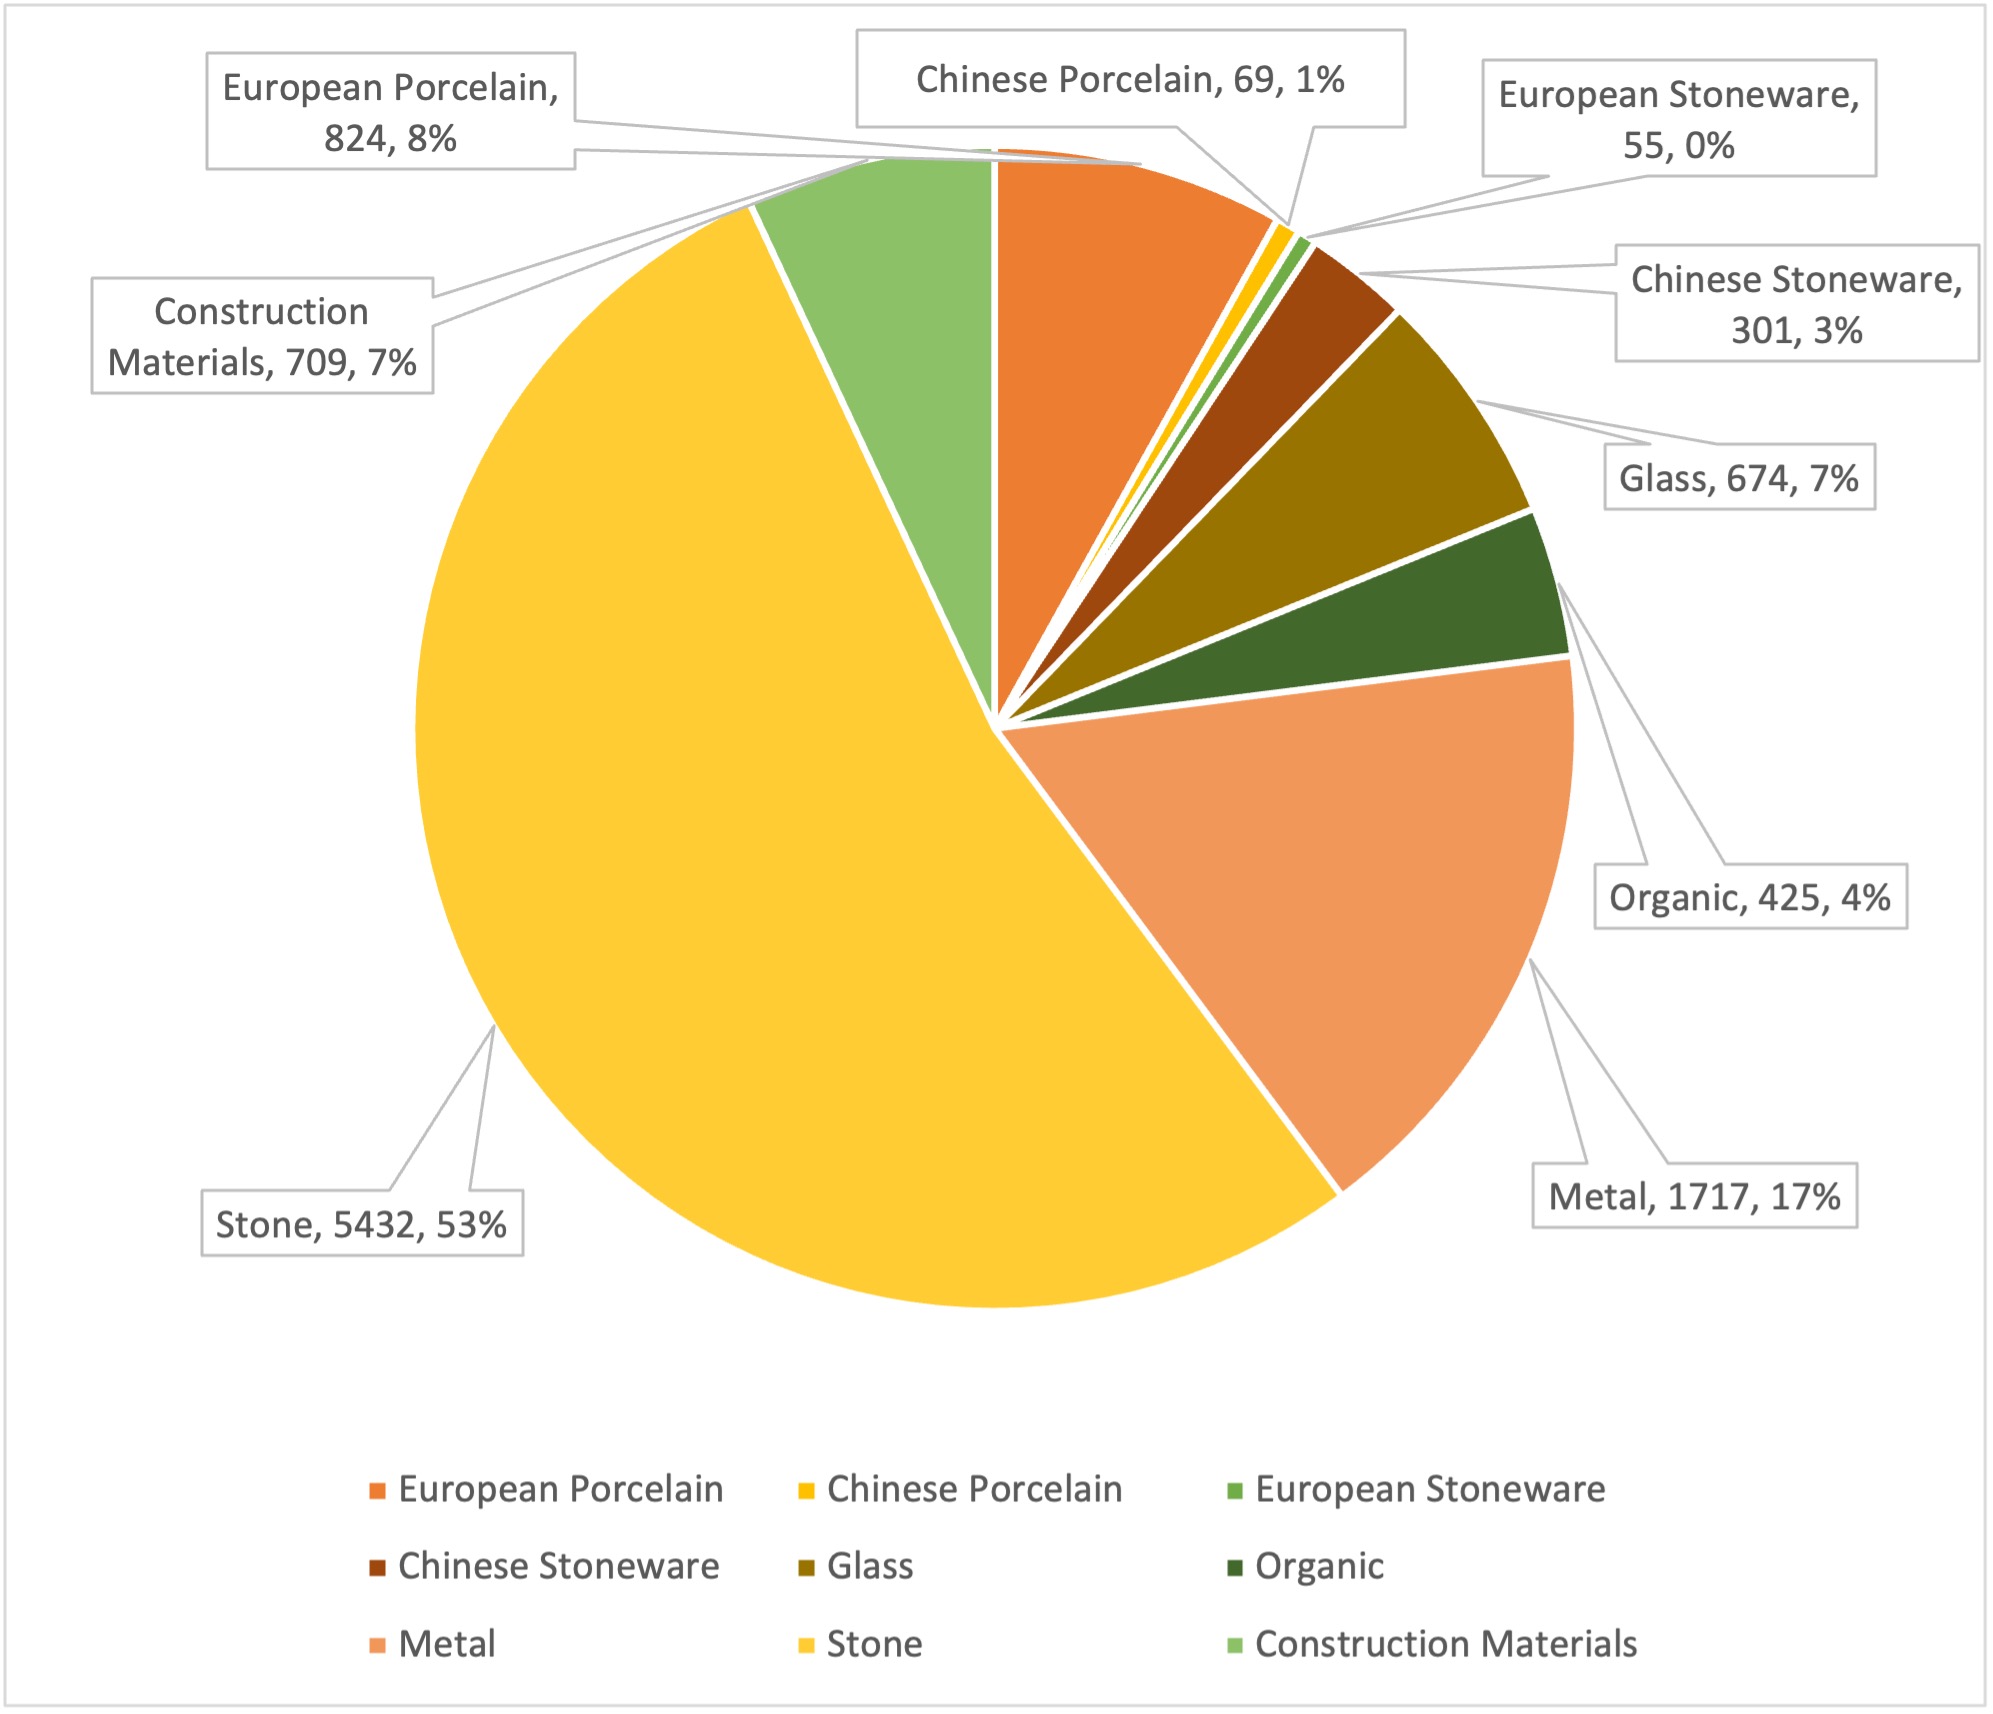 European Porcelain,
824, 8%
Chinese Porcelain, 69, 1%
European Stoneware,
55, 0%
Chinese Stoneware,
301, 3%
Construction
Materials, 709, 7%
Glass, 674, 7%
Organic, 425, 4%
Metal, 1717, 17%
Stone, 5432, 53%
European Porcelain
Chinese Porcelain
European Stoneware
Chinese Stoneware
Glass
Organic
Metal
Stone
Construction Materials